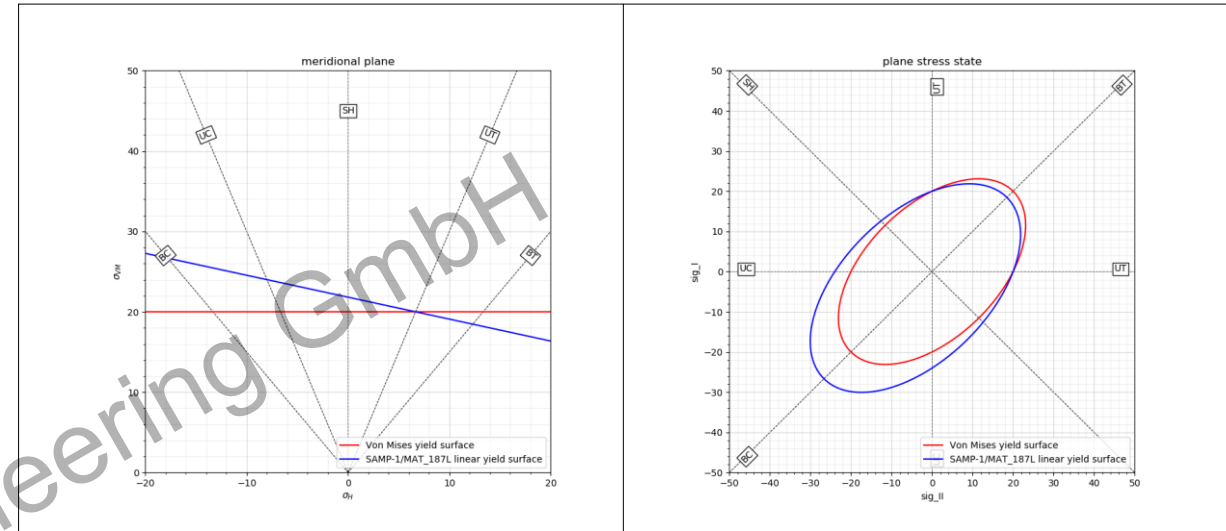 meridional plane
50
40
30
20
10
0
−20
−10
0
10
20
σ_VM
σ_H
UC
SH
UT
BC
BT
Von Mises yield surface
SAMP-1/MAT_187L linear yield surface
plane stress state
50
40
30
20
10
0
−10
−20
−30
−40
−50
−50
−40
−30
−20
−10
0
10
20
30
40
50
sig_I
sig_II
SH
UT
BT
UC
UT
BC
Von Mises yield surface
SAMP-1/MAT_187L linear yield surface
neering GmbH